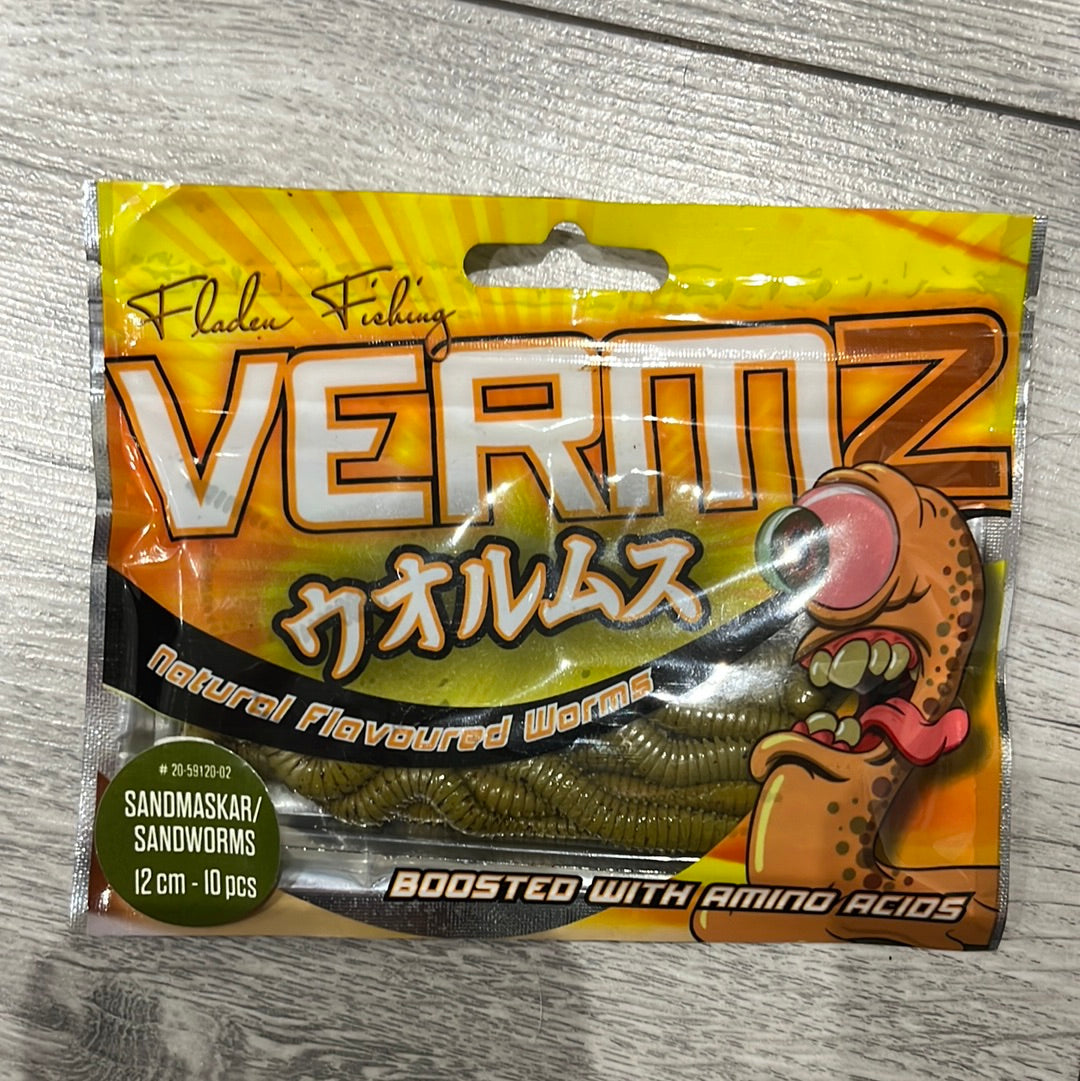 Fladen Fishing
VERMZ
ウオルムス
Natural Flavoured Worms
# 20-59120-02
SANDMASKAR/
SANDWORMS
12 cm - 10 pcs
BOOSTED WITH AMINO ACIDS